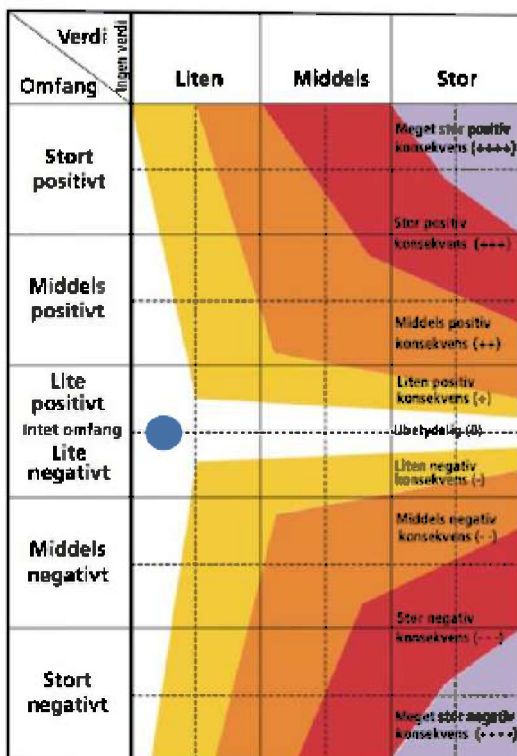 Verdi
Ingen verdi
Omfang
Liten
Middels
Stor
Stort
positivt
Meget stor positiv
konsekvens (++++)
Stor positiv
konsekvens (+++)
Middels
positivt
Middels positiv
konsekvens (++)
Lite
positivt
Liten positiv
konsekvens (+)
Intet omfang
Ubetydelig (0)
Lite
negativt
Liten negativ
konsekvens (-)
Middels
negativt
Middels negativ
konsekvens (- -)
Stor negativ
konsekvens (- - -)
Stort
negativt
Meget stor negativ
konsekvens (- - - -)